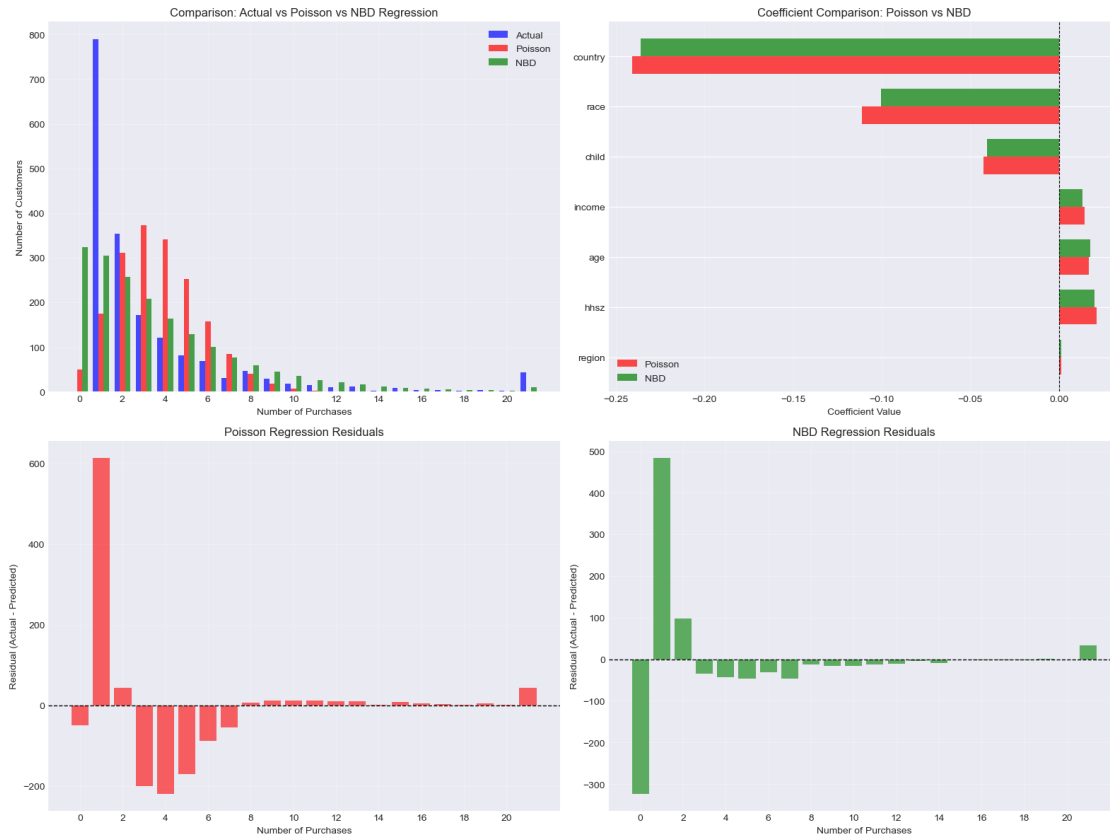 Comparison: Actual vs Poisson vs NBD Regression
Number of Customers
800
700
600
500
400
300
200
100
0
Actual
Poisson
NBD
0 2 4 6 8 10 12 14 16 18 20
Number of Purchases
Coefficient Comparison: Poisson vs NBD
country
race
child
income
age
hhsz
region
Poisson
NBD
−0.25 −0.20 −0.15 −0.10 −0.05 0.00
Coefficient Value
Poisson Regression Residuals
Residual (Actual - Predicted)
600
400
200
0
−200
0 2 4 6 8 10 12 14 16 18 20
Number of Purchases
NBD Regression Residuals
Residual (Actual - Predicted)
500
400
300
200
100
0
−100
−200
−300
0 2 4 6 8 10 12 14 16 18 20
Number of Purchases